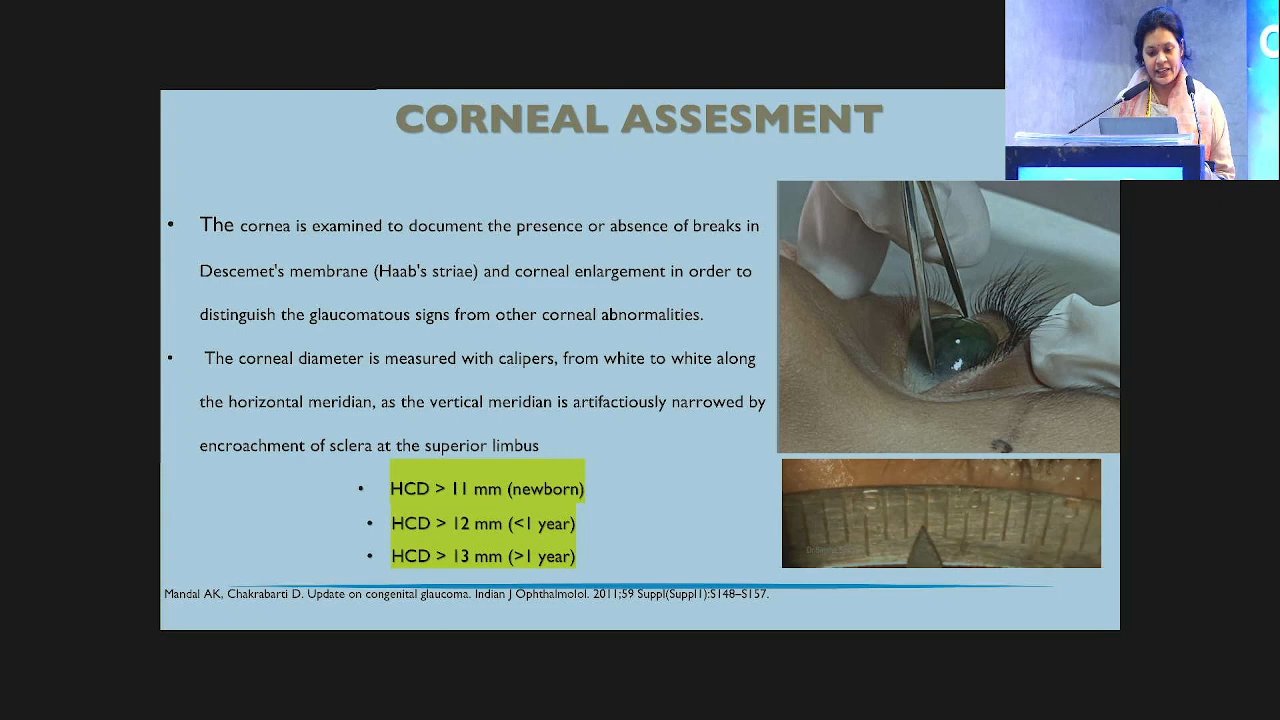 CORNEAL ASSESMENT
• The cornea is examined to document the presence or absence of breaks in
Descemet's membrane (Haab's striae) and corneal enlargement in order to
distinguish the glaucomatous signs from other corneal abnormalities.
• The corneal diameter is measured with calipers, from white to white along
the horizontal meridian, as the vertical meridian is artifactiously narrowed by
encroachment of sclera at the superior limbus
• HCD > 11 mm (newborn)
• HCD > 12 mm (<1 year)
• HCD > 13 mm (>1 year)
Mandal AK, Chakrabarti D. Update on congenital glaucoma. Indian J Ophthalmolol. 2011;59 Suppl(Suppl1):S148–S157.